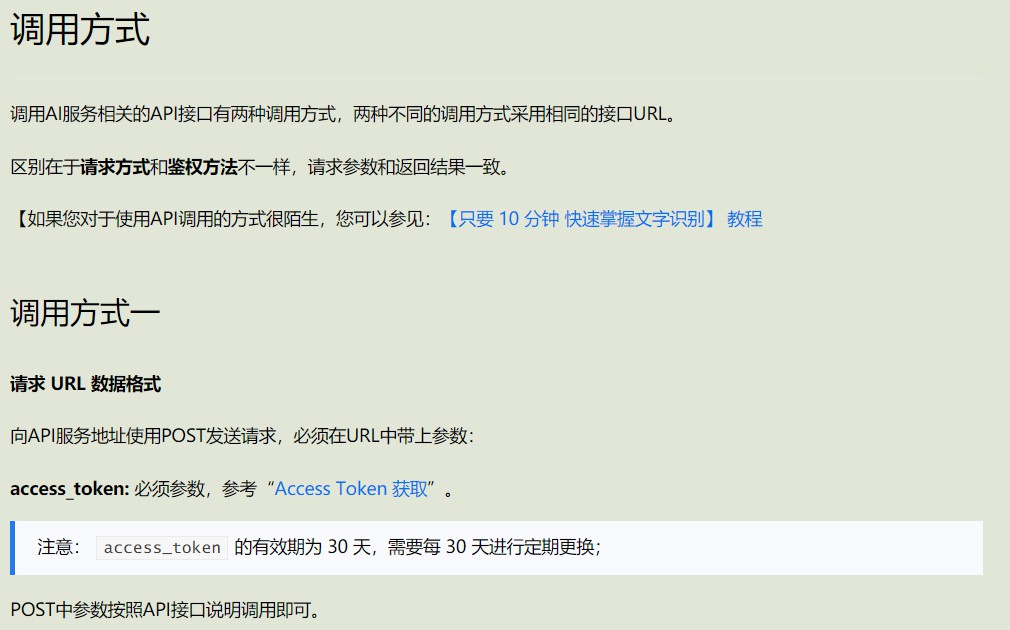 调用方式
调用AI服务相关的API接口有两种调用方式，两种不同的调用方式采用相同的接口URL。
区别在于请求方式和鉴权方法不一样，请求参数和返回结果一致。
【如果您对于使用API调用的方式很陌生，您可以参见：【只要 10 分钟 快速掌握文字识别】 教程
调用方式一
请求 URL 数据格式
向API服务地址使用POST发送请求，必须在URL中带上参数：
access_token: 必须参数，参考“Access Token 获取”。
注意： access_token 的有效期为 30 天，需要每 30 天进行定期更换；
POST中参数按照API接口说明调用即可。